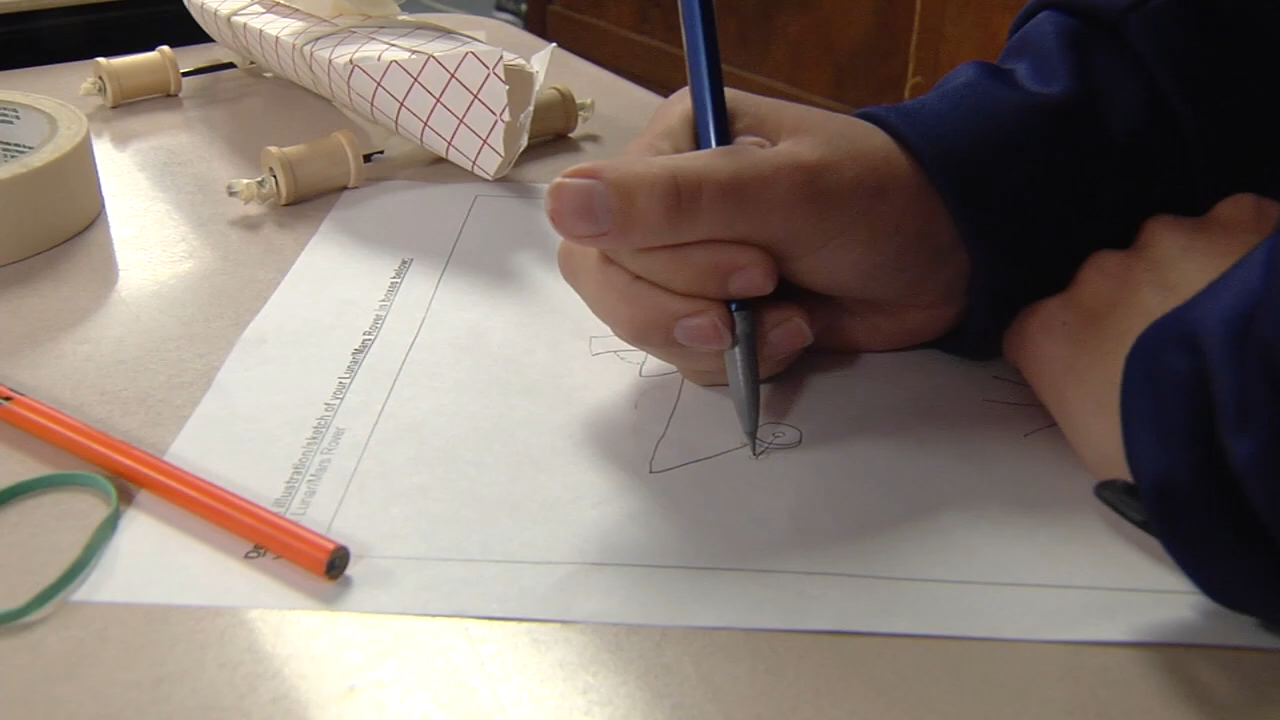 illustration/sketch of your Lunar/Mars Rover in boxes below:
Lunar/Mars Rover